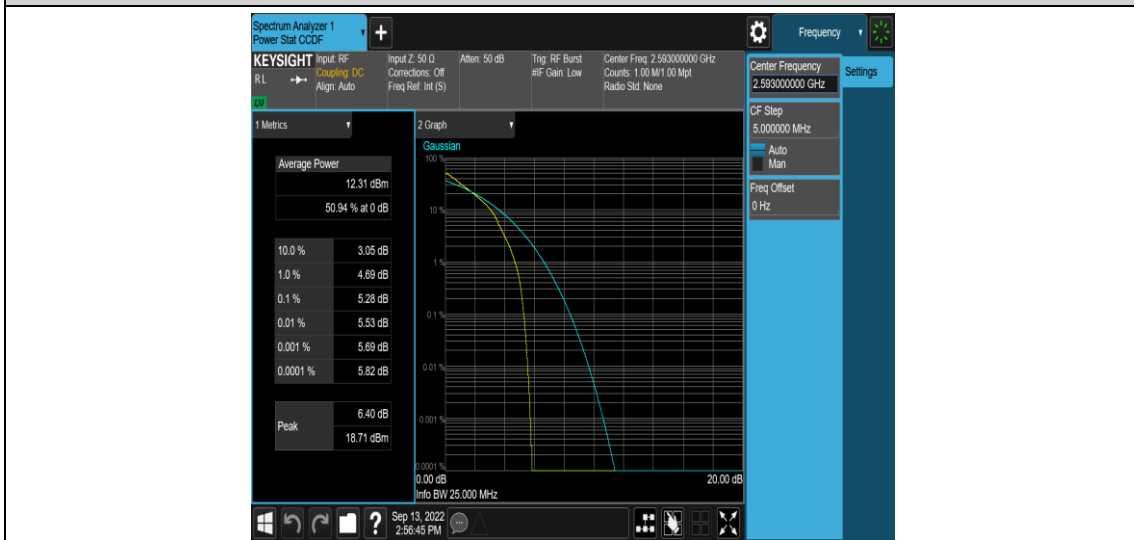 Spectrum Analyzer 1
Power Stat CCDF
+
Frequency
KEYSIGHT
RL
LNI
Input: RF
Coupling: DC
Align: Auto
Input Z: 50 Ω
Corrections: Off
Freq Ref: Int (S)
Atten: 50 dB
Trig: RF Burst
#IF Gain: Low
Center Freq: 2.593000000 GHz
Counts: 1.00 M/1.00 Mpt
Radio Std: None
Center Frequency
2.593000000 GHz
Settings
CF Step
5.000000 MHz
Auto
Man
Freq Offset
0 Hz
1 Metrics
Average Power
12.31 dBm
50.94 % at 0 dB
10.0 % 3.05 dB
1.0 % 4.69 dB
0.1 % 5.28 dB
0.01 % 5.53 dB
0.001 % 5.69 dB
0.0001 % 5.82 dB
Peak 6.40 dB
18.71 dBm
2 Graph
Gaussian
100 %
10 %
1 %
0.1 %
0.01 %
0.001 %
0.0001 %
0.00 dB 20.00 dB
Info BW 25.000 MHz
?
Sep 13, 2022
2:56:45 PM